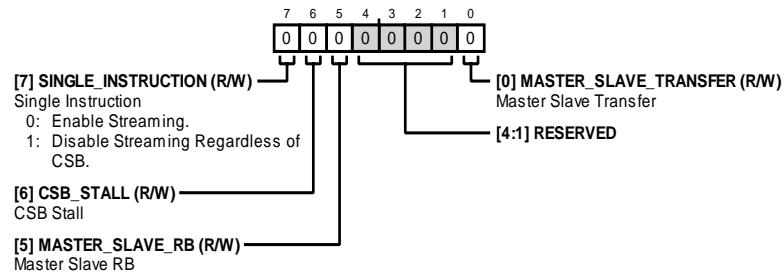 7 6 5 4 3 2 1 0
0 0 0 0 0 0 0 0
[7] SINGLE_INSTRUCTION (R/W)
Single Instruction
0: Enable Streaming.
1: Disable Streaming Regardless of
CSB.
[6] CSB_STALL (R/W)
CSB Stall
[5] MASTER_SLAVE_RB (R/W)
Master Slave RB
[0] MASTER_SLAVE_TRANSFER (R/W)
Master Slave Transfer
[4:1] RESERVED